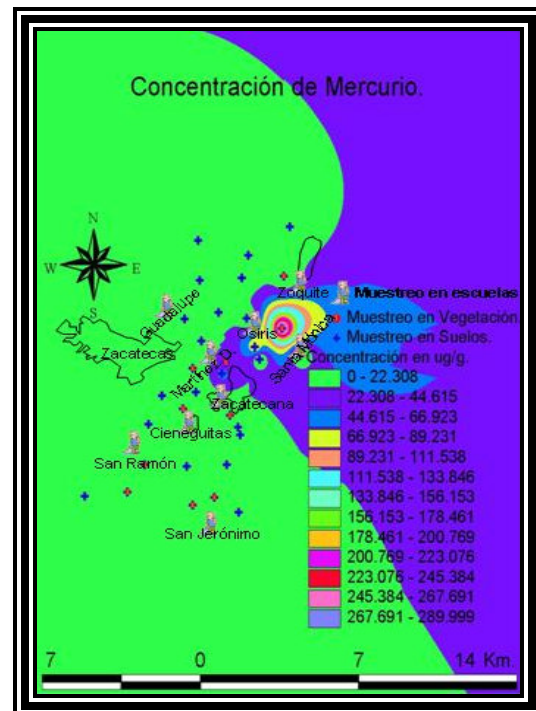 Concentración de Mercurio.
N
W E
S
Zoquite
Muestreo en escuelas
Guadalupe
Muestreo en Vegetación.
Osiris
Muestreo en Suelos.
Zacatecas
Santa Mónica
Concentración en ug/g.
Martínez D.
0 - 22.308
22.308 - 44.615
Zacatecana
44.615 - 66.923
Cieneguitas
66.923 - 89.231
89.231 - 111.538
San Ramón
111.538 - 133.846
133.846 - 156.153
156.153 - 178.461
San Jerónimo
178.461 - 200.769
200.769 - 223.076
223.076 - 245.384
245.384 - 267.691
267.691 - 289.999
7 0 7 14 Km.